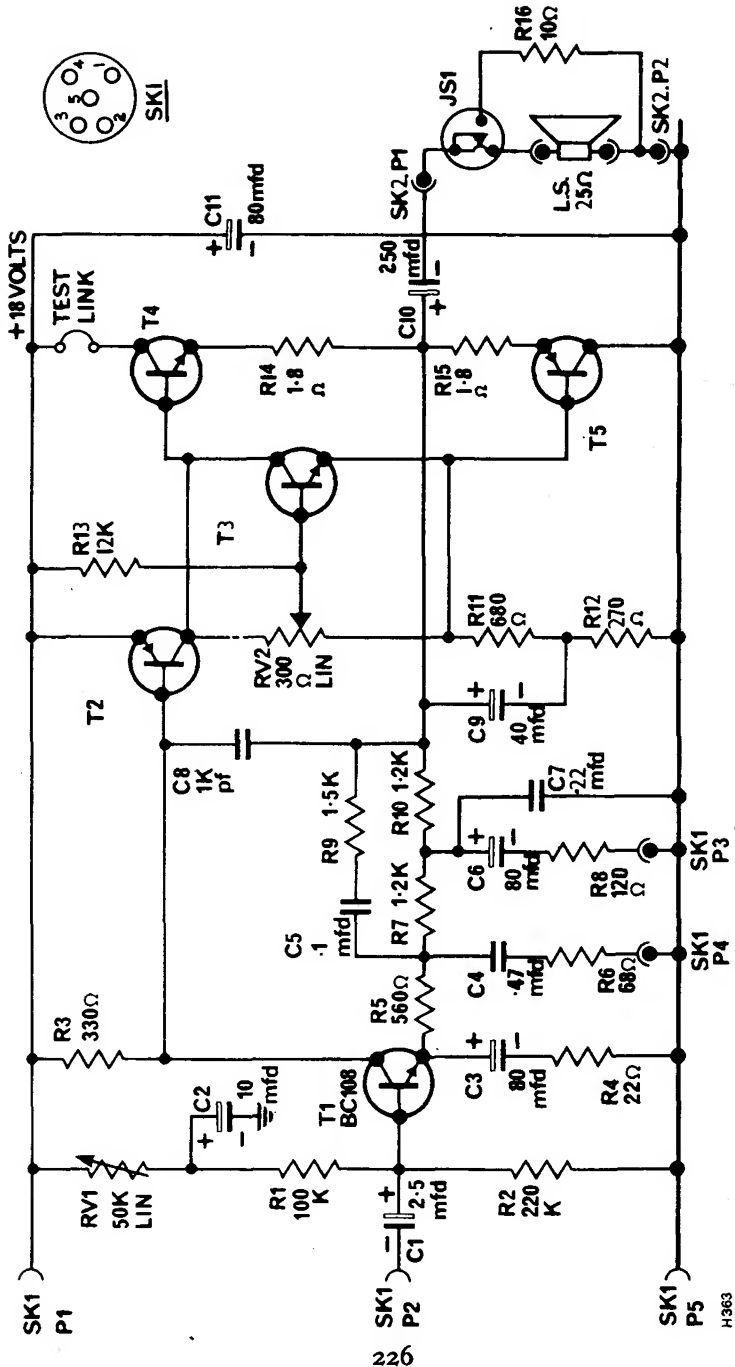 SK1
P1
RV1
50K
LIN
C2
10
mfd
+
-
R3
330Ω
R1
100
K
SK1
P2
-
+
C1
2·5
mfd
R2
220
K
SK1
P5
T1
BC108
C3
+
-
80
mfd
R4
22Ω
R5
560Ω
C4
·47
mfd
R6
68Ω
SK1
P4
C5
·1
mfd
R9
1·5K
R7
1·2K
R10
1·2K
C6
+
-
80
mfd
R8
120
Ω
SK1
P3
C7
·22
mfd
C8
1K
pf
T2
RV2
300
Ω
LIN
C9
+
-
40
mfd
R11
680
Ω
R12
270
Ω
R13
12K
T3
+18VOLTS
TEST
LINK
T4
R14
1·8
Ω
R15
1·8
Ω
T5
C10
+
-
250
mfd
C11
+
-
80mfd
SK2.P1
JS1
R16
10Ω
L.S.
25Ω
SK2.P2
3
4
5
2
1
SK1
H363
226